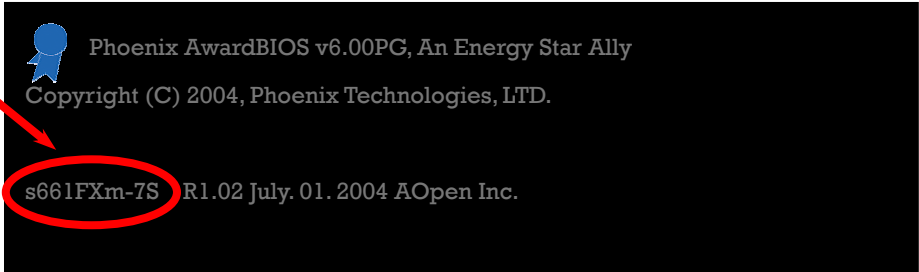 Phoenix AwardBIOS v6.00PG, An Energy Star Ally
Copyright (C) 2004, Phoenix Technologies, LTD.
s661FXm-7S R1.02 July. 01. 2004 AOpen Inc.